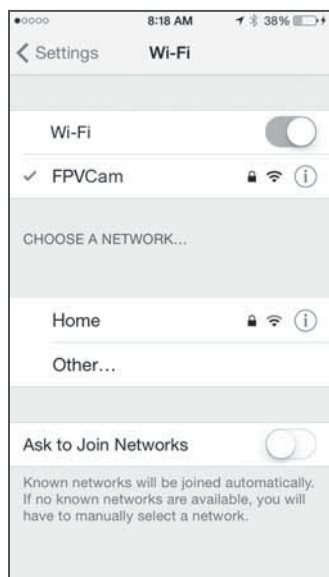 8:18 AM 38%
Settings Wi-Fi
Wi-Fi
FPVCam
CHOOSE A NETWORK...
Home
Other...
Ask to Join Networks
Known networks will be joined automatically.
If no known networks are available, you will
have to manually select a network.